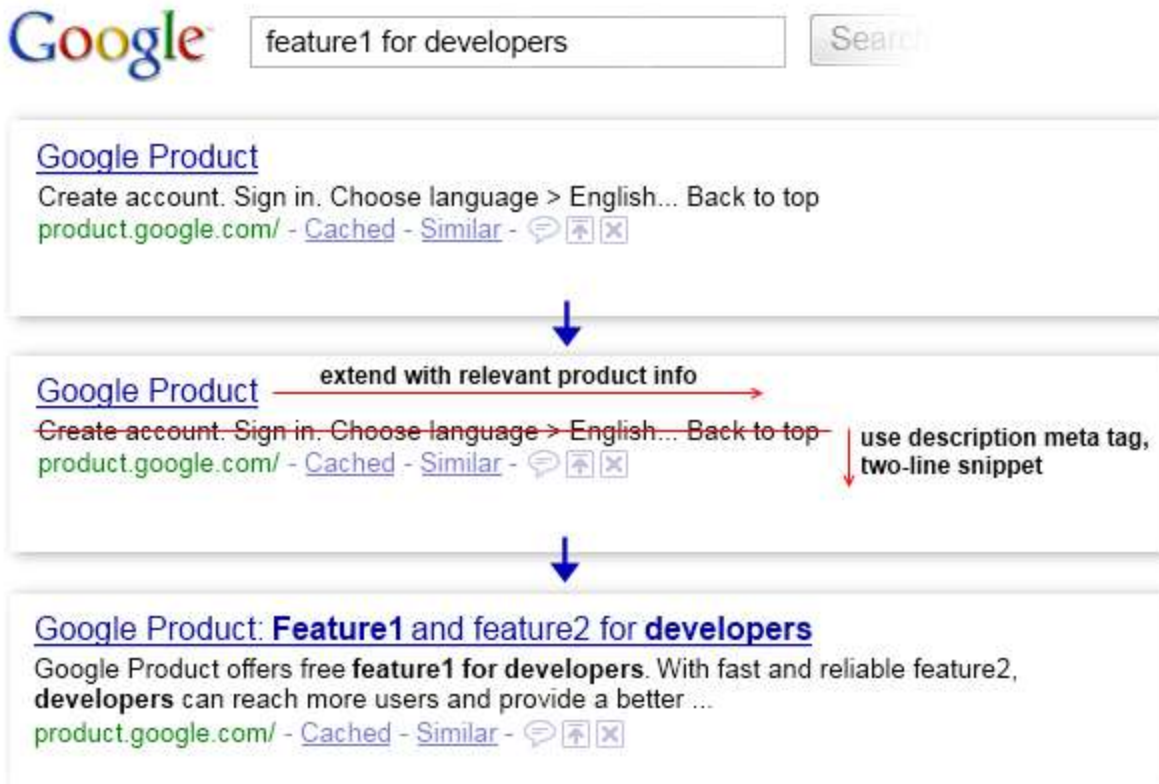 Google feature1 for developers Search
Google Product
Create account. Sign in. Choose language > English... Back to top
product.google.com/ - Cached - Similar -
Google Product extend with relevant product info
Create account. Sign in. Choose language > English... Back to top
use description meta tag,
two-line snippet
product.google.com/ - Cached - Similar -
Google Product: Feature1 and feature2 for developers
Google Product offers free feature1 for developers. With fast and reliable feature2,
developers can reach more users and provide a better ...
product.google.com/ - Cached - Similar -